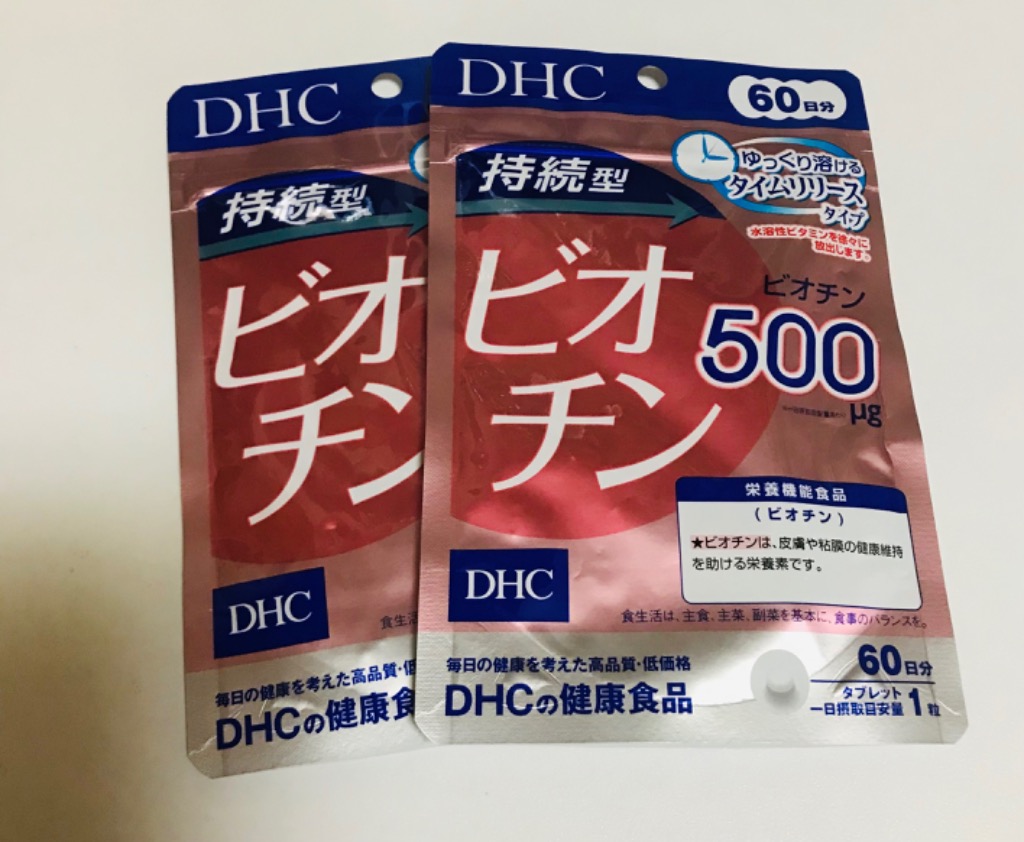 DHC
持続型
ビオ
チン
DHC
食生活
毎日の健康を考えた高品質・低
DHCの健康食
DHC
60日分
持続型
ゆっくり溶ける
タイムリリース
タイプ
水溶性ビタミンを徐々に
放出します。
ビオ
チン
ビオチン
500
μg
栄養機能食品
(ビオチン)
★ビオチンは、皮膚や粘膜の健康維持
を助ける栄養素です。
DHC
食生活は、主食、主菜、副菜を基本に、食事のバランスを。
毎日の健康を考えた高品質・低価格
DHCの健康食品
60日分
タブレット
一日摂取目安量1粒